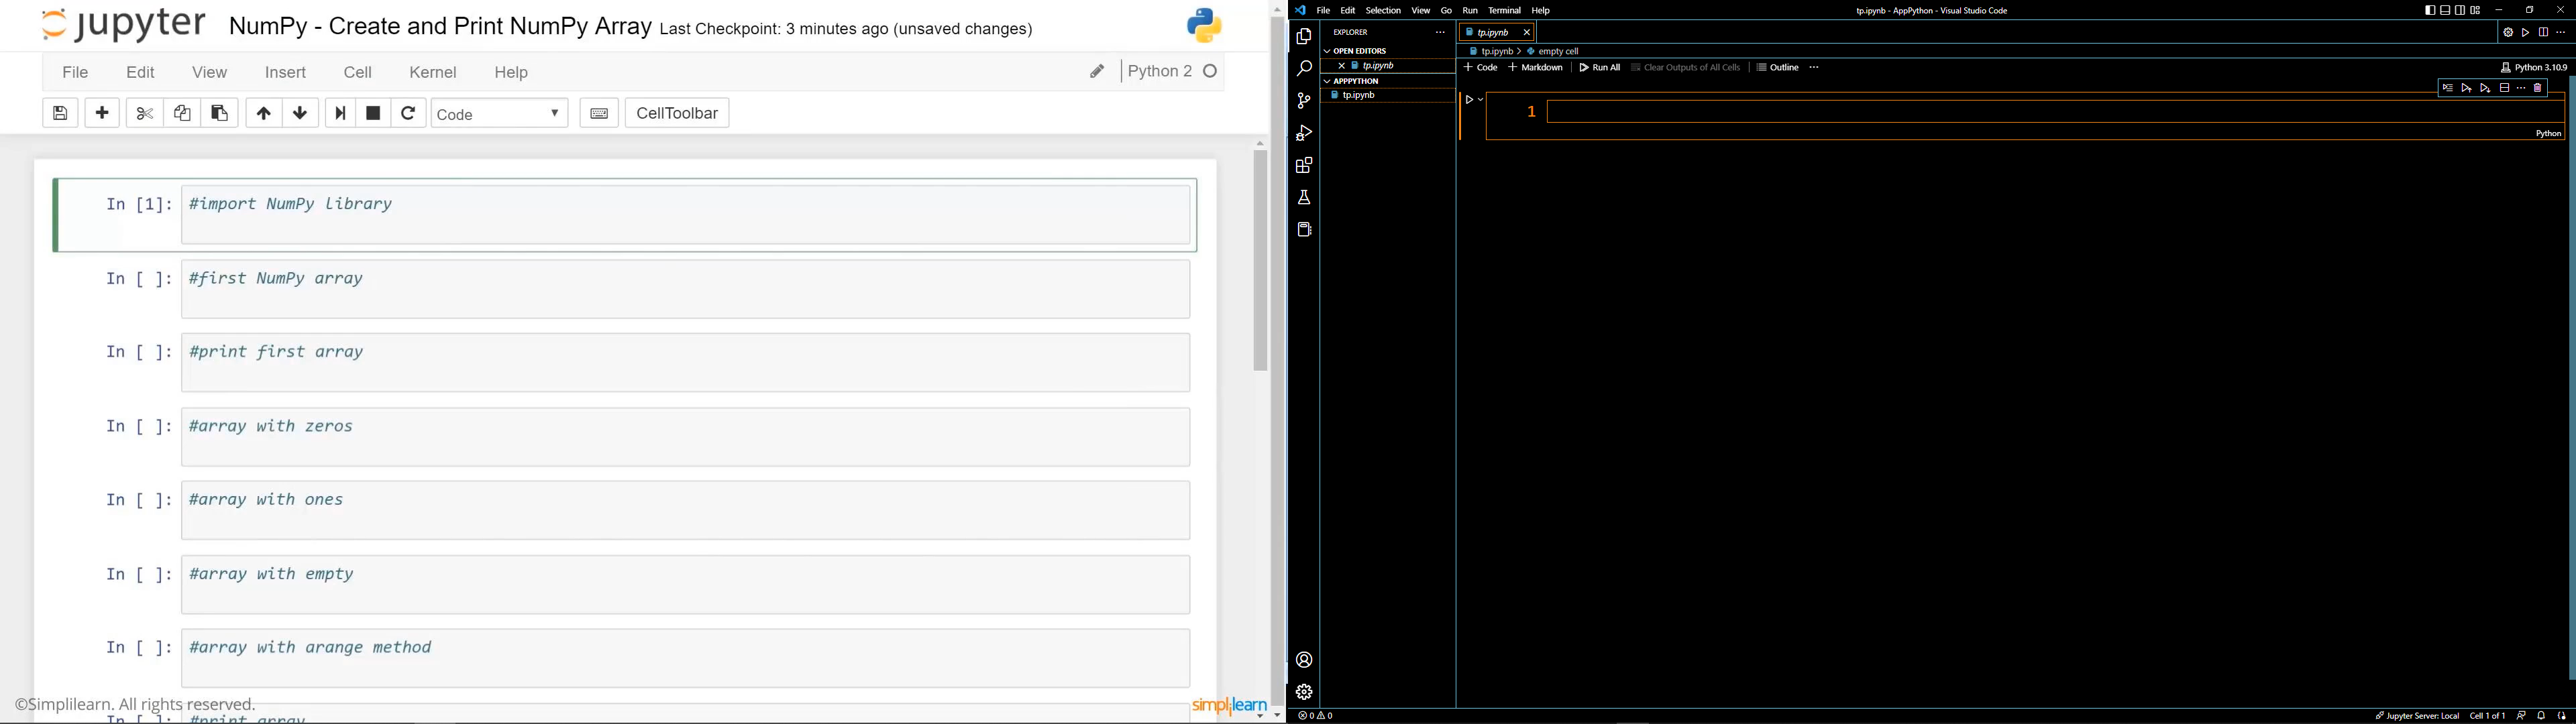 jupyter NumPy - Create and Print NumPy Array Last Checkpoint: 3 minutes ago (unsaved changes)
File Edit View Insert Cell Kernel Help Python 2
Code CellToolbar
In [1]: #import NumPy library
In [ ]: #first NumPy array
In [ ]: #print first array
In [ ]: #array with zeros
In [ ]: #array with ones
In [ ]: #array with empty
In [ ]: #array with arange method
©Simplilearn. All rights reserved. simplilearn
In [ ]: #print array
File Edit Selection View Go Run Terminal Help tp.ipynb - AppPython - Visual Studio Code
EXPLORER ... tp.ipynb
OPEN EDITORS tp.ipynb > empty cell
tp.ipynb + Code + Markdown Run All Clear Outputs of All Cells Outline ... Python 3.10.9
APPPYTHON
tp.ipynb
1
Python
0 0 Jupyter Server: Local Cell 1 of 1